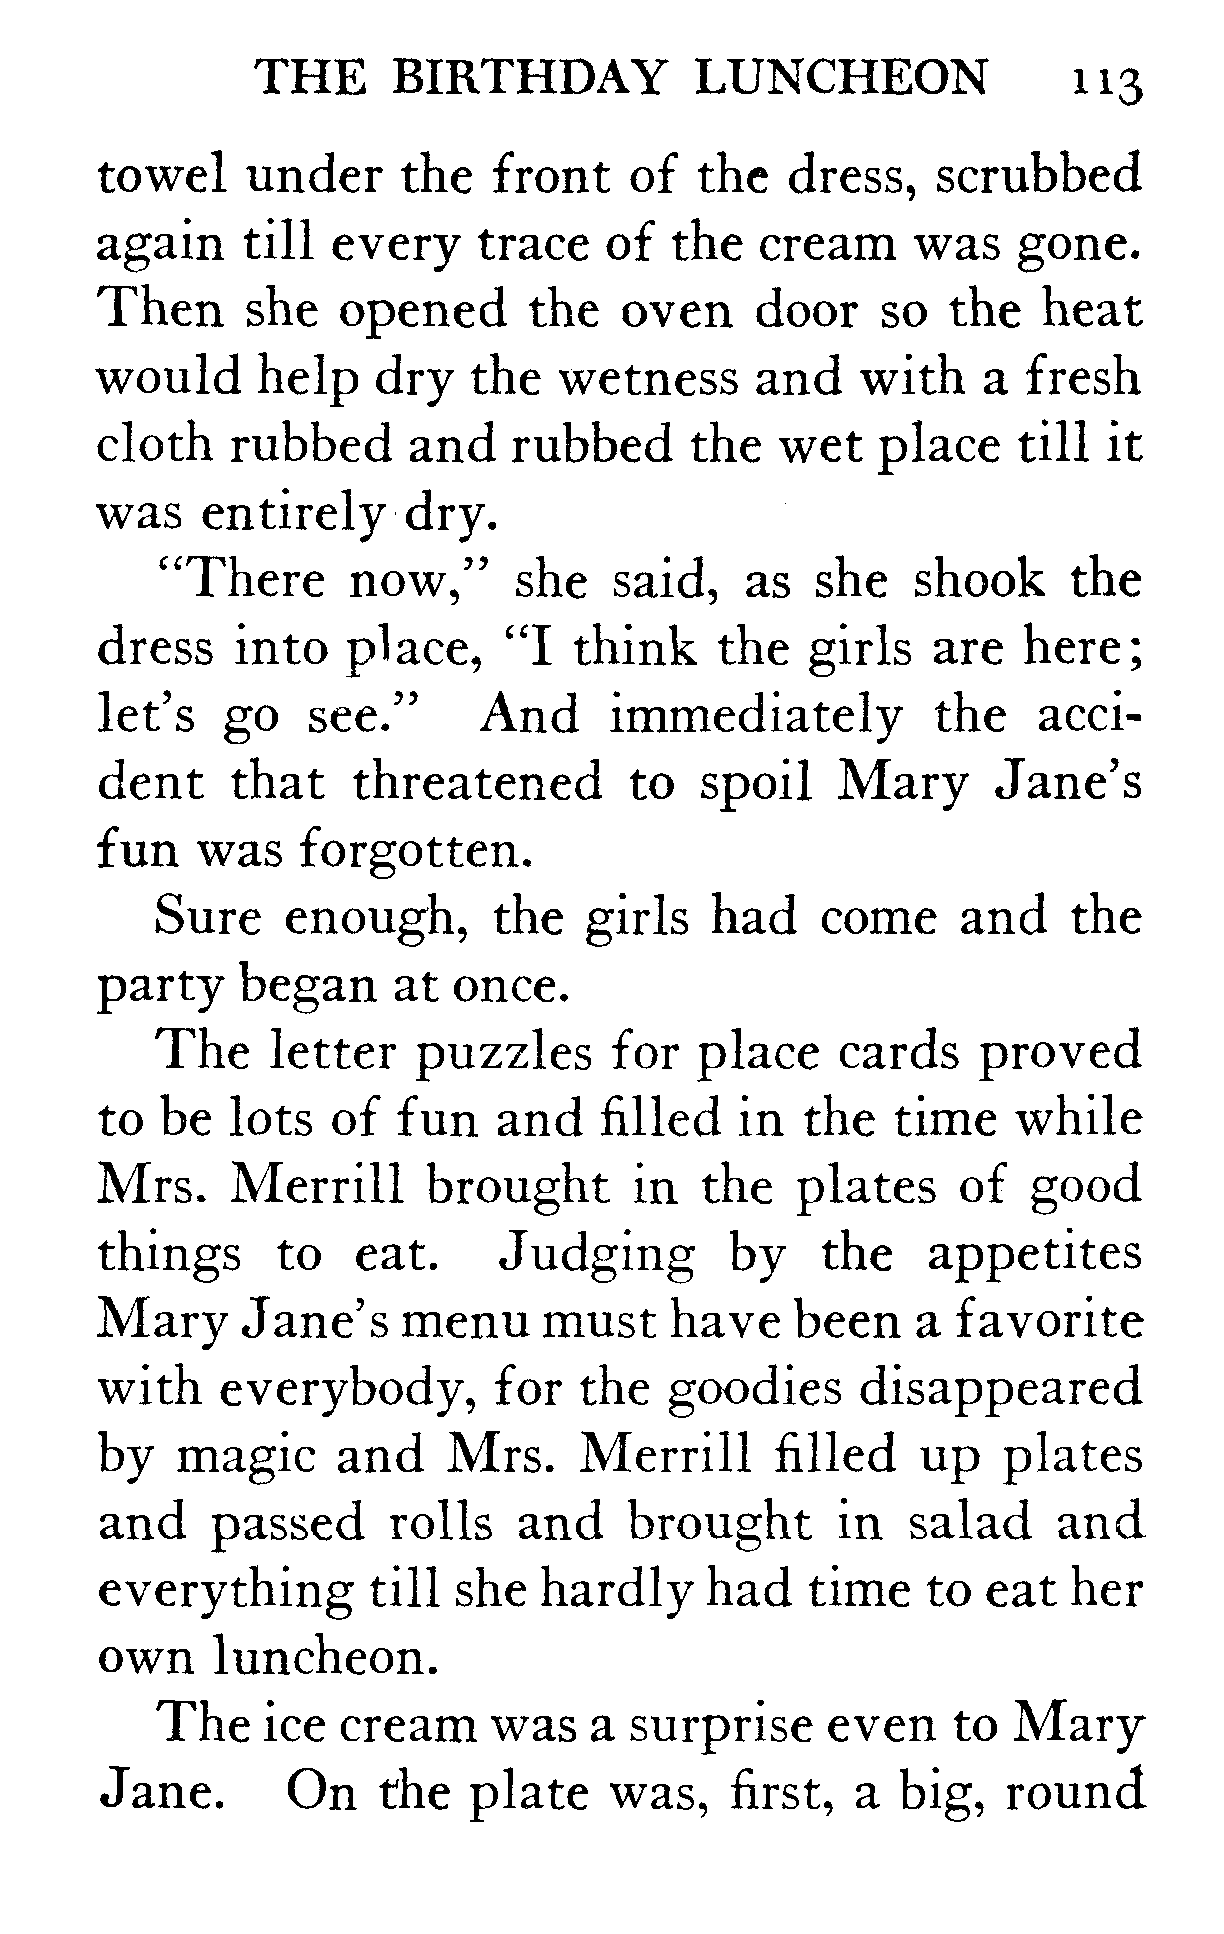 THE BIRTHDAY LUNCHEON 113
towel under the front of the dress, scrubbed
again till every trace of the cream was gone.
Then she opened the oven door so the heat
would help dry the wetness and with a fresh
cloth rubbed and rubbed the wet place till it
was entirely dry.
“There now,” she said, as she shook the
dress into place, “I think the girls are here;
let’s go see.” And immediately the acci-
dent that threatened to spoil Mary Jane’s
fun was forgotten.
Sure enough, the girls had come and the
party began at once.
The letter puzzles for place cards proved
to be lots of fun and filled in the time while
Mrs. Merrill brought in the plates of good
things to eat. Judging by the appetites
Mary Jane’s menu must have been a favorite
with everybody, for the goodies disappeared
by magic and Mrs. Merrill filled up plates
and passed rolls and brought in salad and
everything till she hardly had time to eat her
own luncheon.
The ice cream was a surprise even to Mary
Jane. On the plate was, first, a big, round